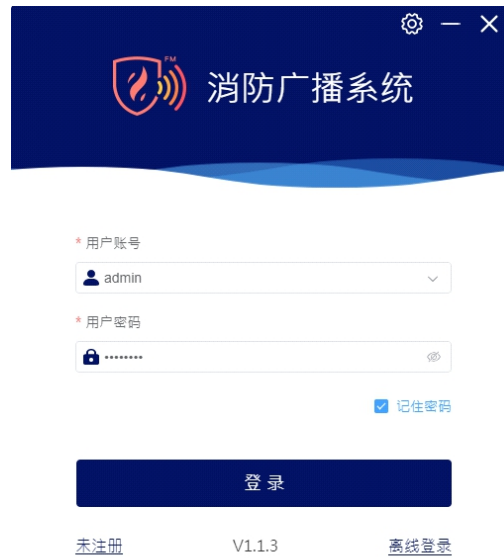 FM
消防广播系统
* 用户账号
admin
* 用户密码
••••••••
记住密码
登录
未注册 V1.1.3 离线登录